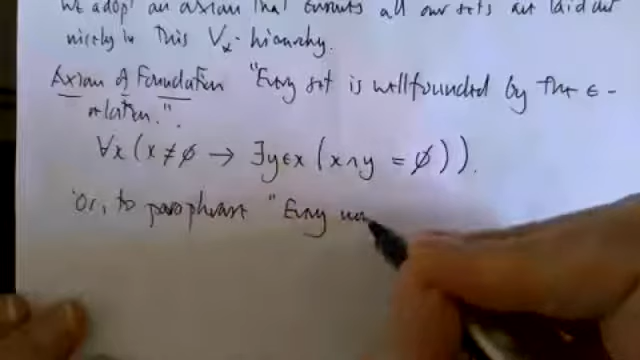 We adopt an axiom that ensures all our sets are laid out
nicely in this Vα-hierarchy.
Axiom of Foundation "Every set is wellfounded by the ∈-
relation."
∀x(x≠∅ → ∃y∈x (x∩y = ∅)).
Or, to paraphrase "Every